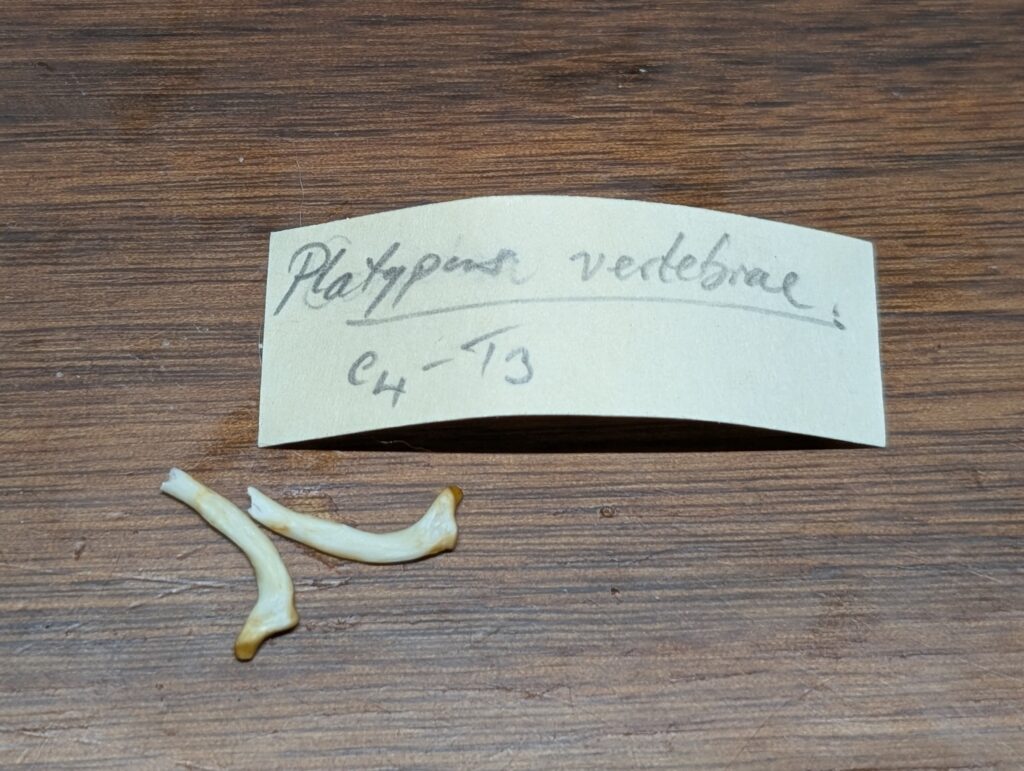 Platypus vertebrae.
C4 - T3